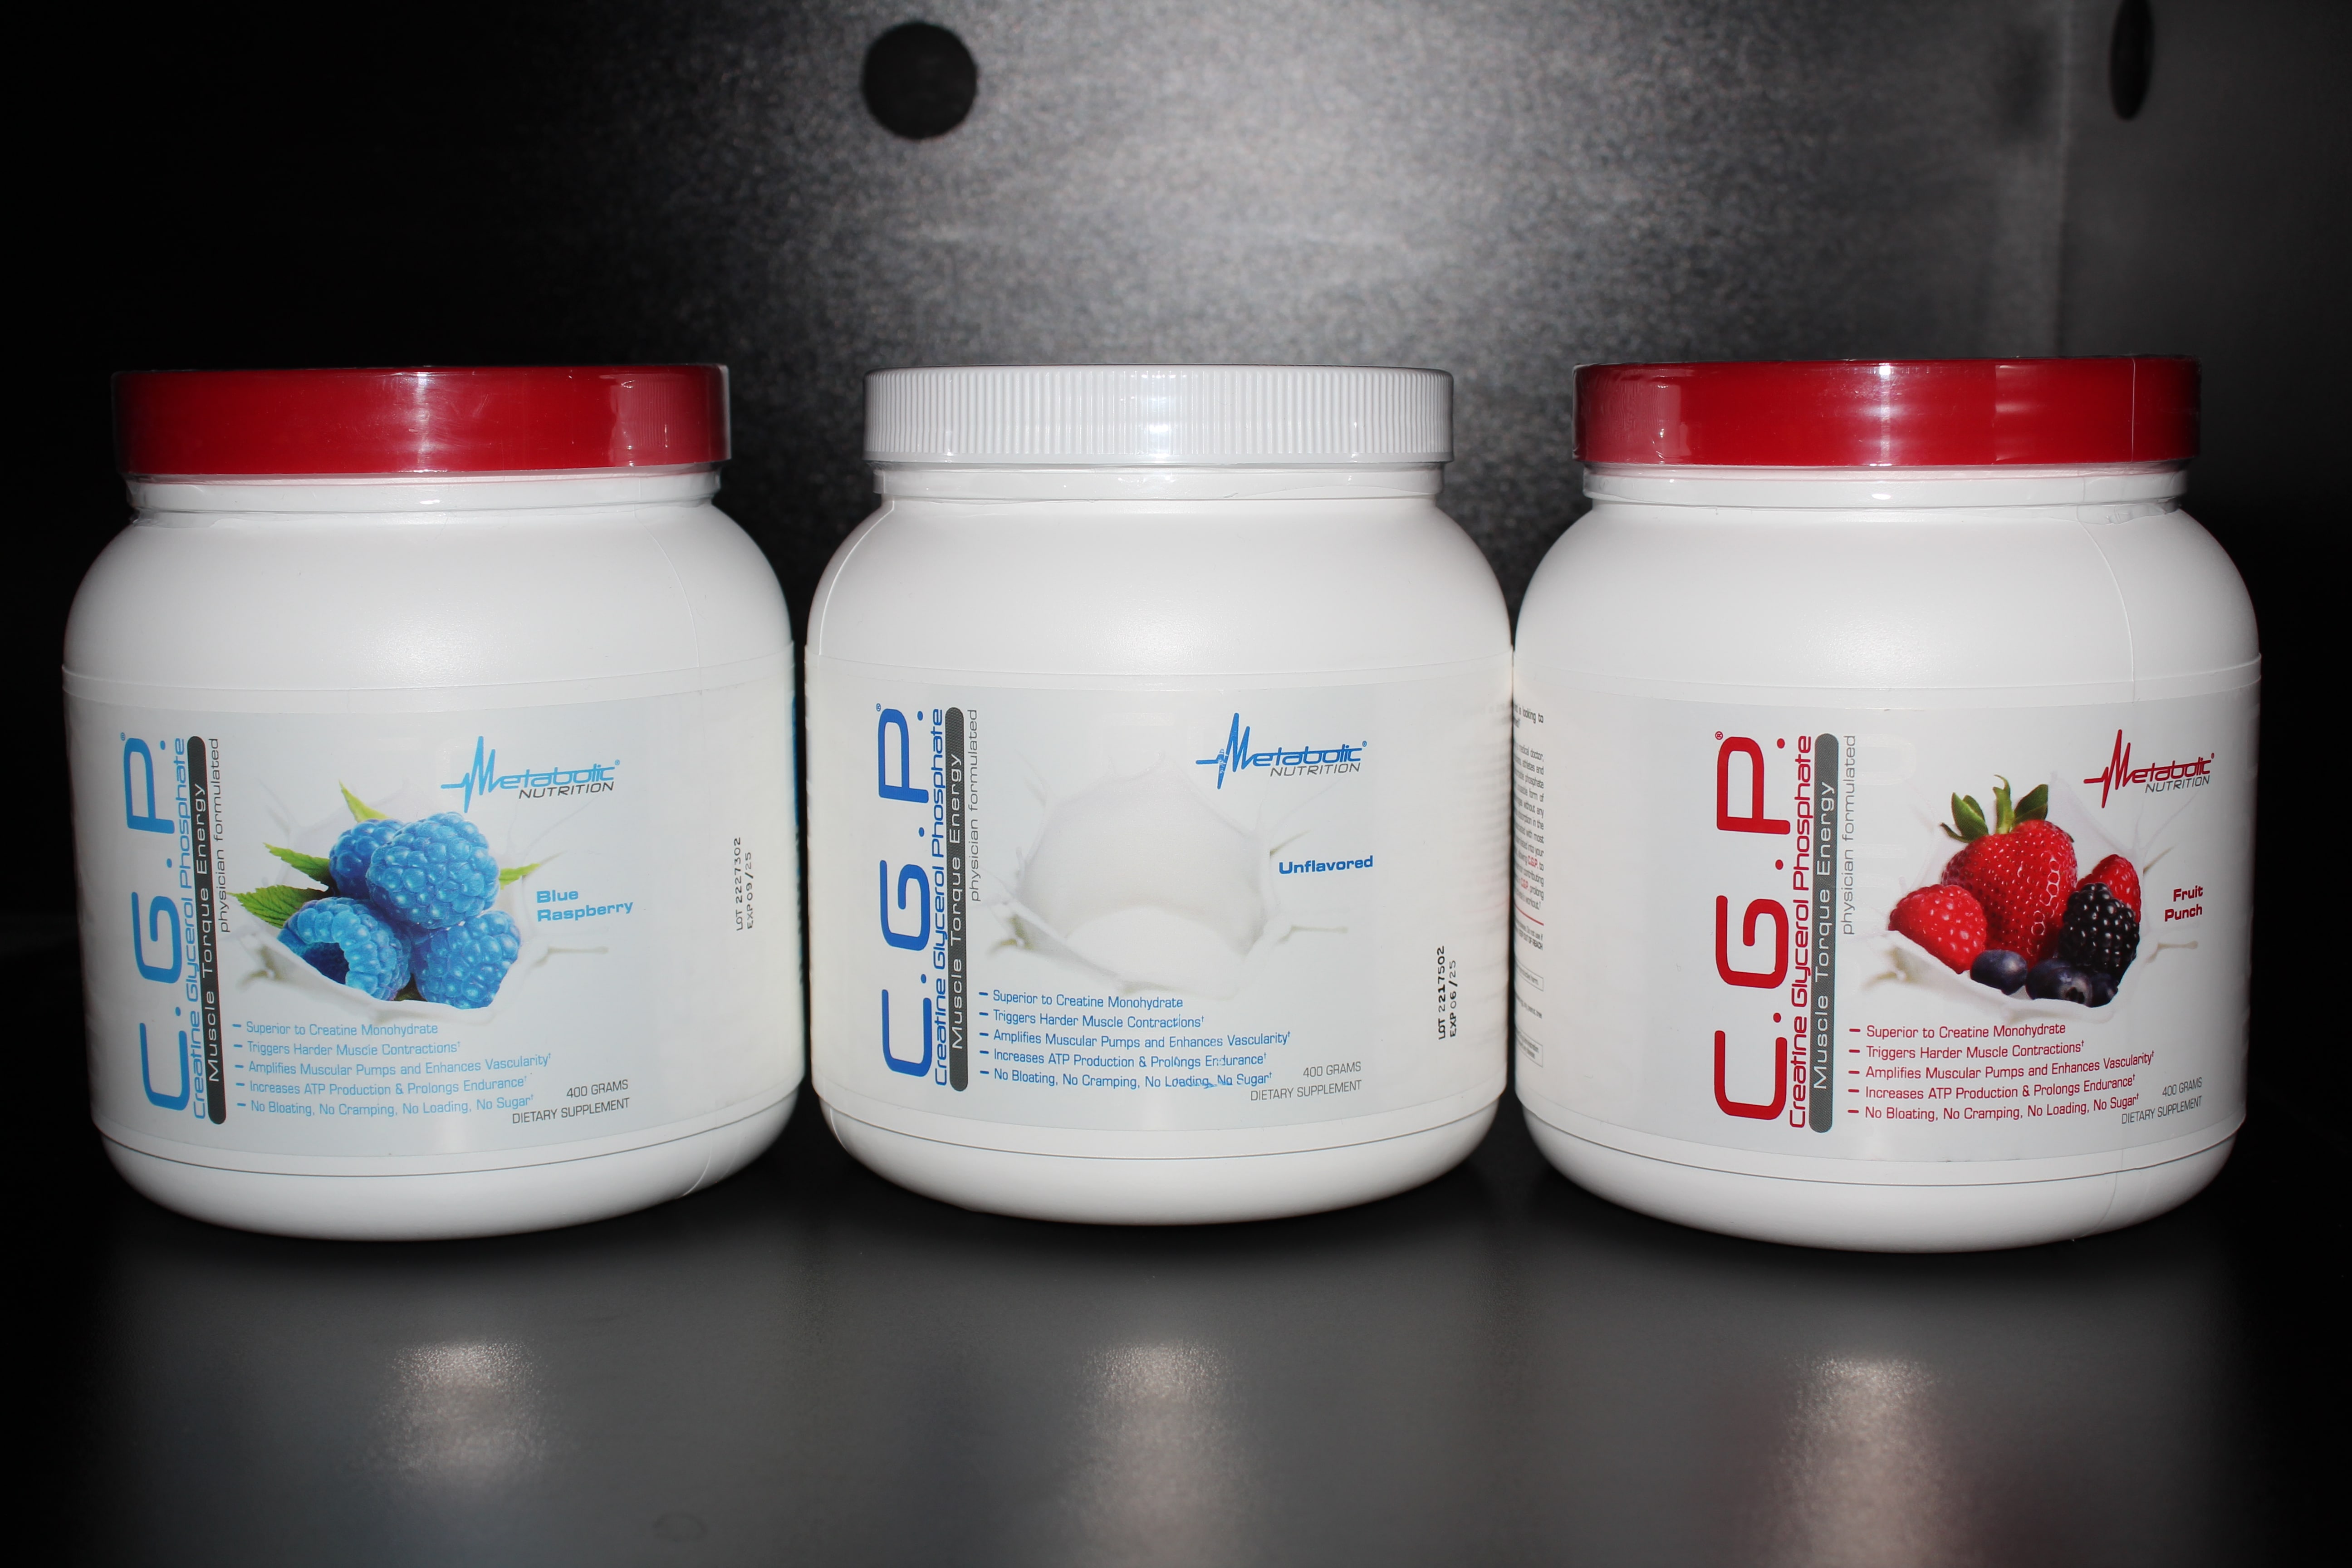 C.G.P.®
Creatine Glycerol Phosphate
Muscle Torque Energy
physician formulated
Metabolic®
NUTRITION
Blue
Raspberry
– Superior to Creatine Monohydrate
– Triggers Harder Muscle Contractions†
– Amplifies Muscular Pumps and Enhances Vascularity†
– Increases ATP Production & Prolongs Endurance†
– No Bloating, No Cramping, No Loading, No Sugar†
400 GRAMS
DIETARY SUPPLEMENT
LOT 2227302
EXP 09/25
C.G.P.®
Creatine Glycerol Phosphate
Muscle Torque Energy
physician formulated
Metabolic®
NUTRITION
Unflavored
– Superior to Creatine Monohydrate
– Triggers Harder Muscle Contractions†
– Amplifies Muscular Pumps and Enhances Vascularity†
– Increases ATP Production & Prolongs Endurance†
– No Bloating, No Cramping, No Loading, No Sugar†
400 GRAMS
DIETARY SUPPLEMENT
LOT 2217502
EXP 06/25
C.G.P.®
Creatine Glycerol Phosphate
Muscle Torque Energy
physician formulated
Metabolic®
NUTRITION
Fruit
Punch
– Superior to Creatine Monohydrate
– Triggers Harder Muscle Contractions†
– Amplifies Muscular Pumps and Enhances Vascularity†
– Increases ATP Production & Prolongs Endurance†
– No Bloating, No Cramping, No Loading, No Sugar†
400 GRAMS
DIETARY SUPPLEMENT